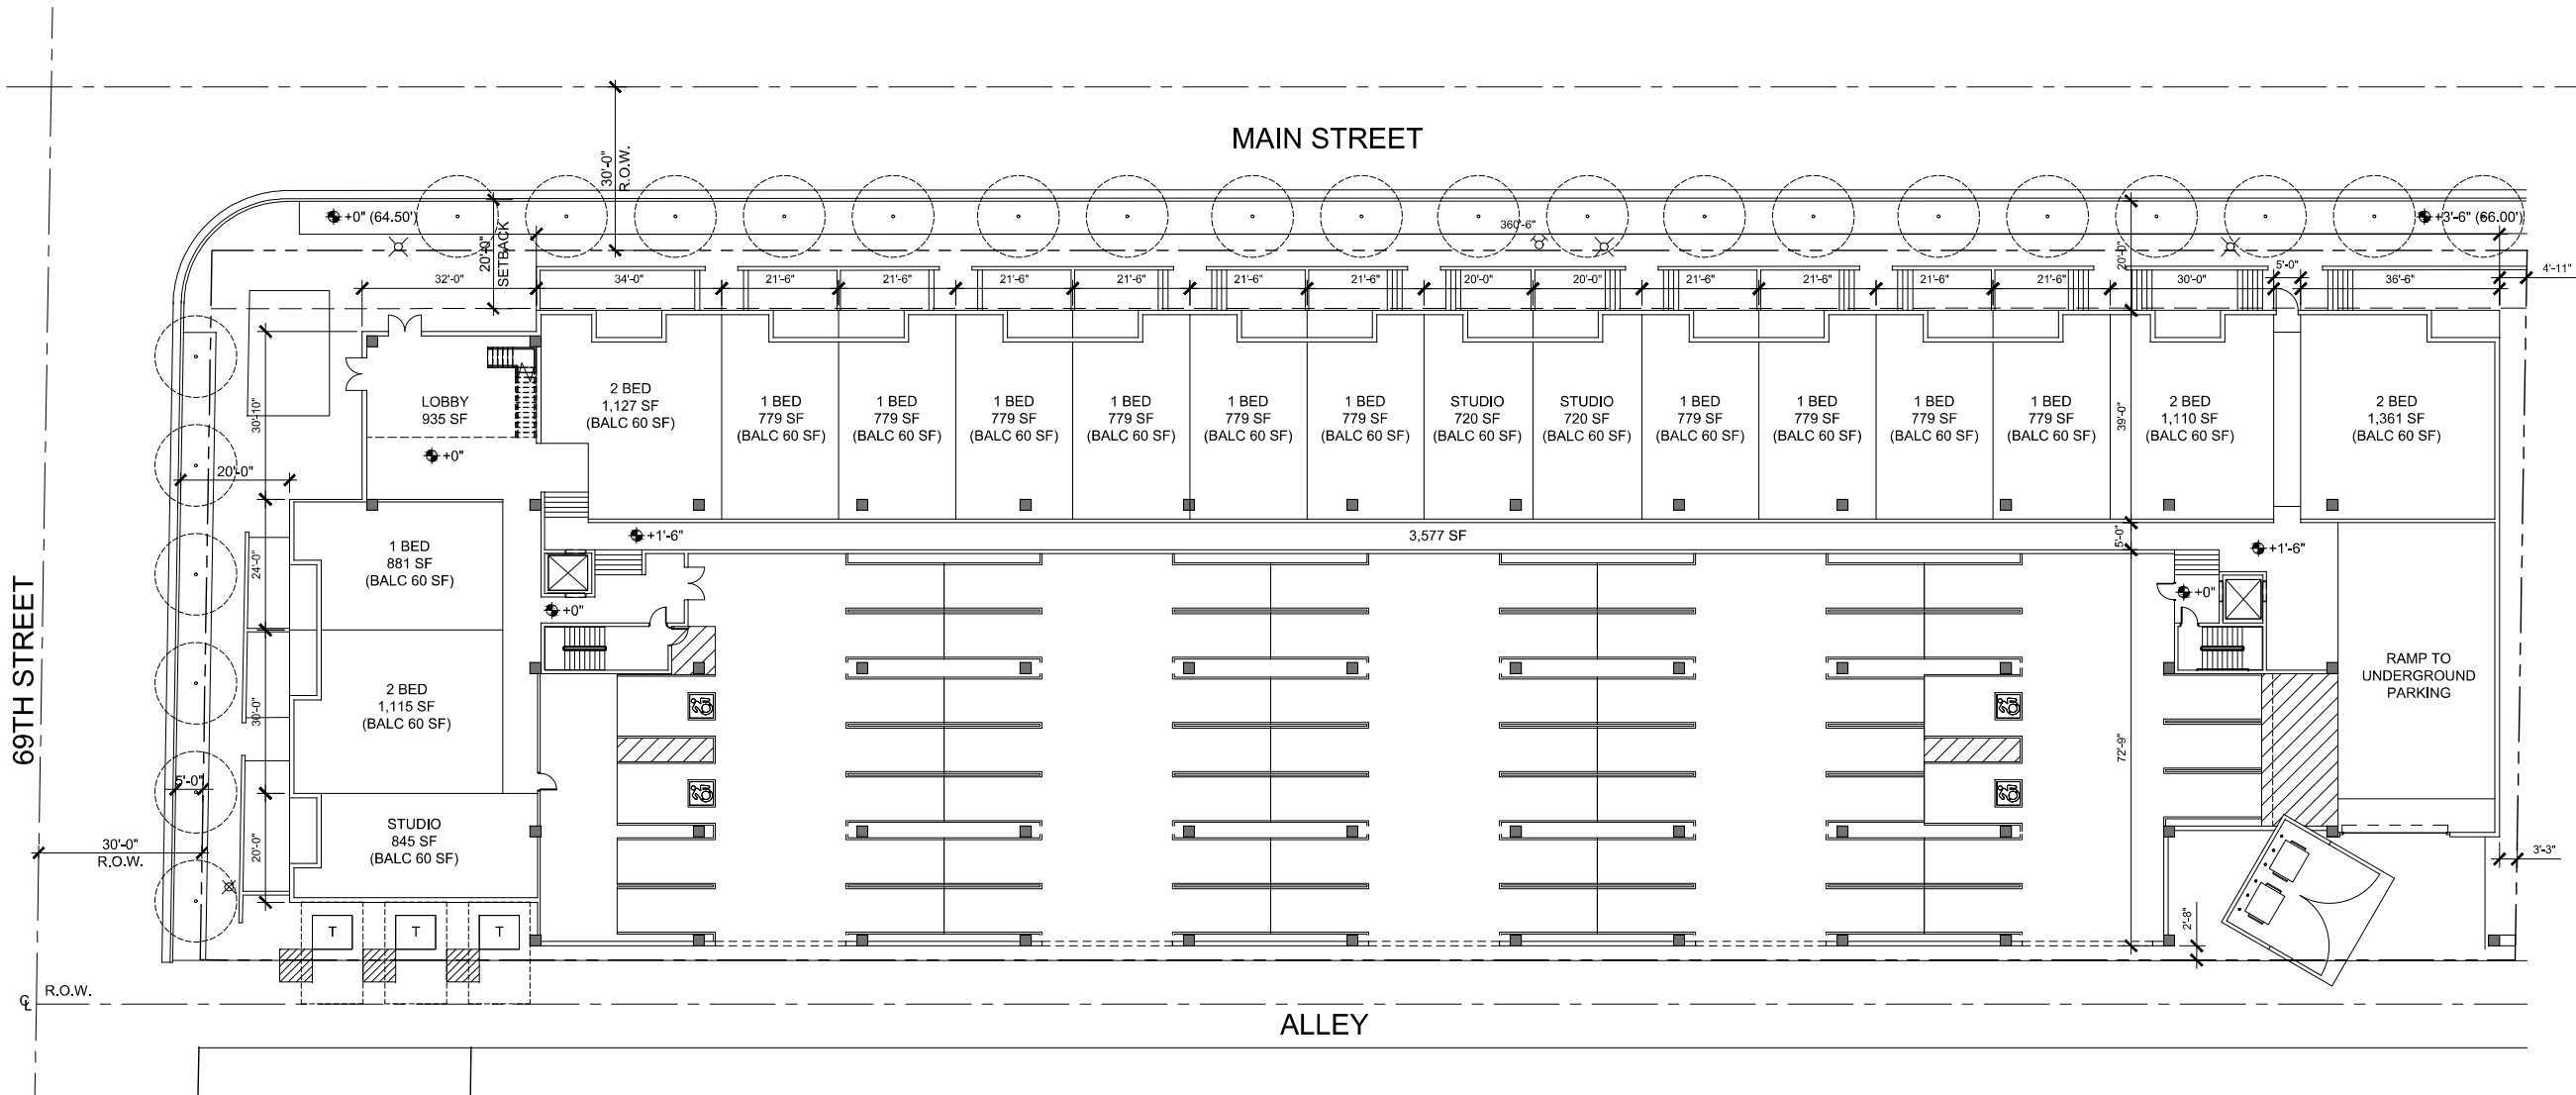 MAIN STREET
30'-0"
R.O.W.
+0" (64.50')
20'-0"
SETBACK
360'-6"
+3'-6" (66.00')
20'-0"
32'-0"
34'-0"
21'-6"
21'-6"
21'-6"
21'-6"
21'-6"
21'-6"
20'-0"
20'-0"
21'-6"
21'-6"
21'-6"
21'-6"
30'-0"
5'-0"
36'-6"
4'-11"
LOBBY
935 SF
+0"
2 BED
1,127 SF
(BALC 60 SF)
1 BED
779 SF
(BALC 60 SF)
1 BED
779 SF
(BALC 60 SF)
1 BED
779 SF
(BALC 60 SF)
1 BED
779 SF
(BALC 60 SF)
1 BED
779 SF
(BALC 60 SF)
1 BED
779 SF
(BALC 60 SF)
STUDIO
720 SF
(BALC 60 SF)
STUDIO
720 SF
(BALC 60 SF)
1 BED
779 SF
(BALC 60 SF)
1 BED
779 SF
(BALC 60 SF)
1 BED
779 SF
(BALC 60 SF)
1 BED
779 SF
(BALC 60 SF)
2 BED
1,110 SF
(BALC 60 SF)
2 BED
1,361 SF
(BALC 60 SF)
30'-10"
39'-0"
20'-0"
+1'-6"
3,577 SF
5'-0"
+1'-6"
24'-0"
1 BED
881 SF
(BALC 60 SF)
+0"
+0"
69TH STREET
30'-0"
2 BED
1,115 SF
(BALC 60 SF)
RAMP TO
UNDERGROUND
PARKING
72'-9"
5'-0"
20'-0"
STUDIO
845 SF
(BALC 60 SF)
30'-0"
R.O.W.
3'-3"
2'-8"
T
T
T
CL
R.O.W.
ALLEY